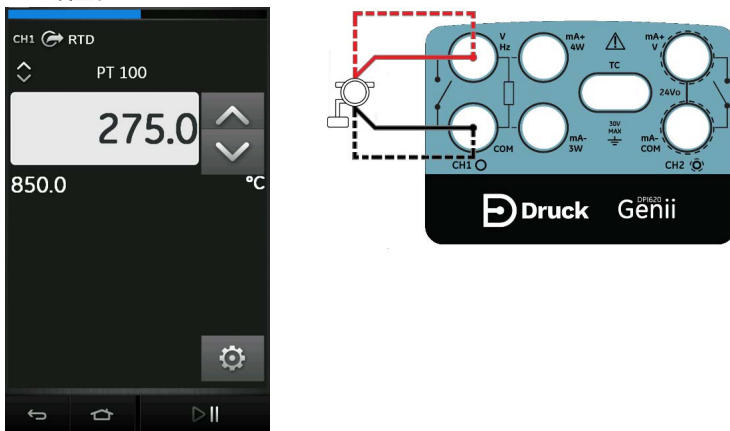 CH1 RTD
PT 100
275.0
850.0 °C
V
Hz
mA+
4W
TC
mA+
V
24Vo
30V
MAX
COM
mA-
3W
mA-
COM
CH1
CH2
Druck
DPI620
Genii